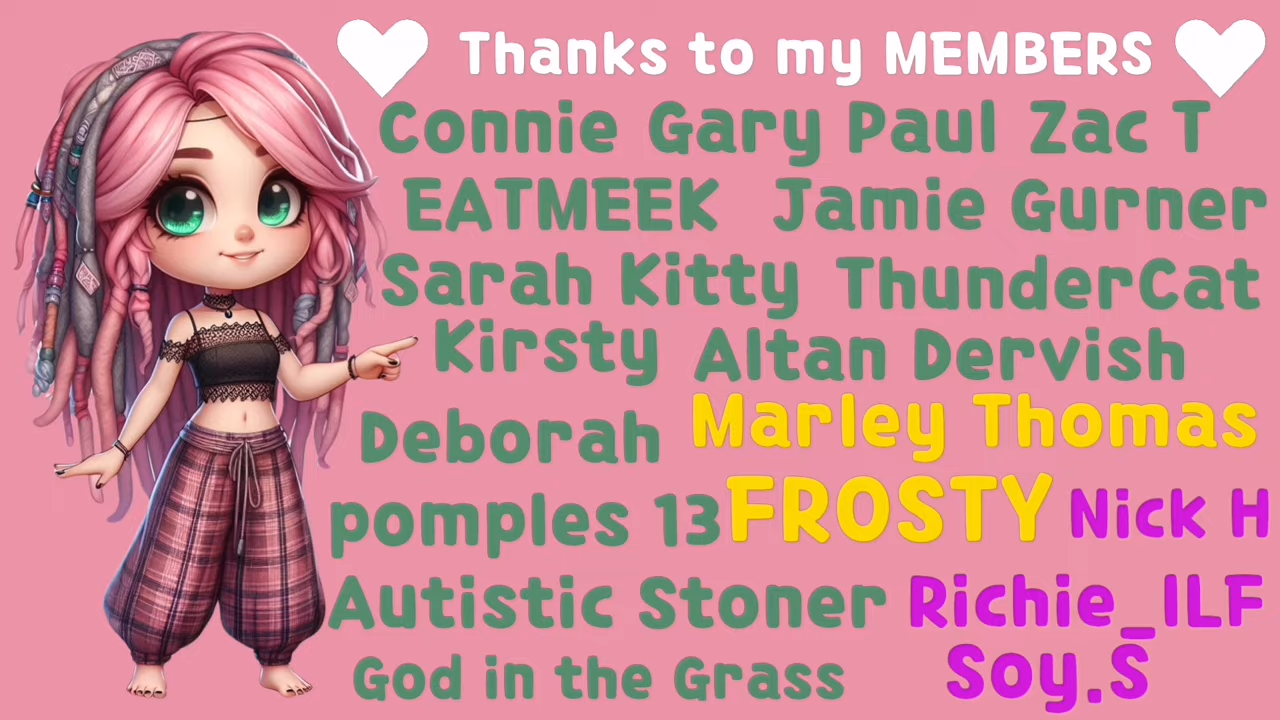 Thanks to my MEMBERS
Connie Gary Paul Zac T
EATMEEK Jamie Gurner
Sarah Kitty ThunderCat
Kirsty Altan Dervish
Deborah Marley Thomas
pomples 13 FROSTY Nick H
Autistic Stoner Richie_ILF
God in the Grass Soy.S